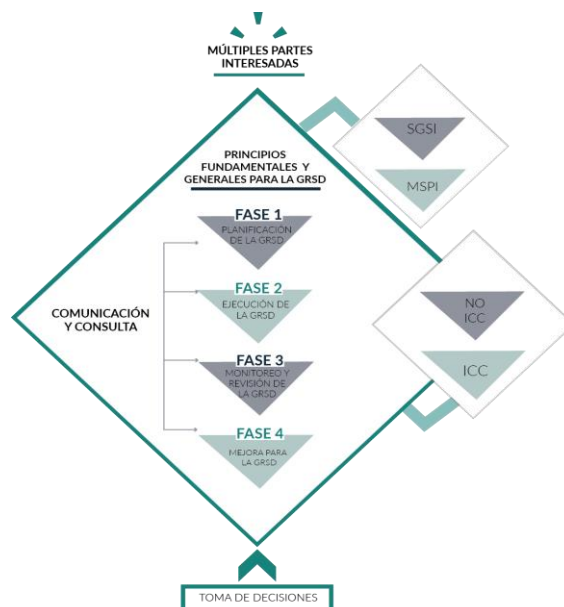 MÚLTIPLES PARTES
INTERESADAS
SGSI
MSPI
PRINCIPIOS
FUNDAMENTALES Y
GENERALES PARA LA GRSD
FASE 1
PLANIFICACIÓN
DE LA GRSD
FASE 2
EJECUCIÓN DE
LA GRSD
COMUNICACIÓN
Y CONSULTA
NO
ICC
ICC
FASE 3
MONITOREO Y
REVISIÓN DE
LA GRSD
FASE 4
MEJORA PARA
LA GRSD
TOMA DE DECISIONES